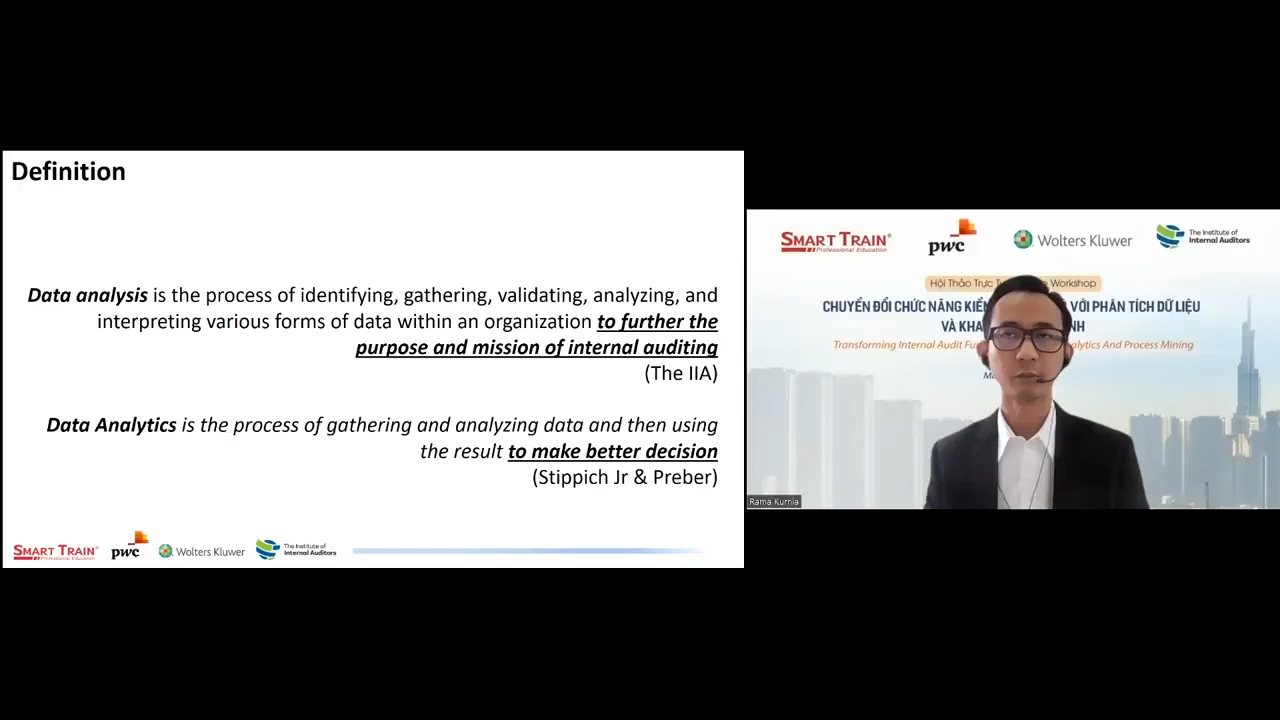 Definition
Data analysis is the process of identifying, gathering, validating, analyzing, and
interpreting various forms of data within an organization to further the
purpose and mission of internal auditing
(The IIA)
Data Analytics is the process of gathering and analyzing data and then using
the result to make better decision
(Stippich Jr & Preber)
SMART TRAIN®
Professional Education
pwc
Wolters Kluwer
The Institute of
Internal Auditors
SMART TRAIN®
Professional Education
pwc
Wolters Kluwer
The Institute of
Internal Auditors
Hội Thảo Trực Workshop
CHUYỂN ĐỔI CHỨC NĂNG VỚI PHÂN TÍCH DỮ LIỆU
VÀ
Transforming Internal Audit And Process Mining
Rama Kurnia